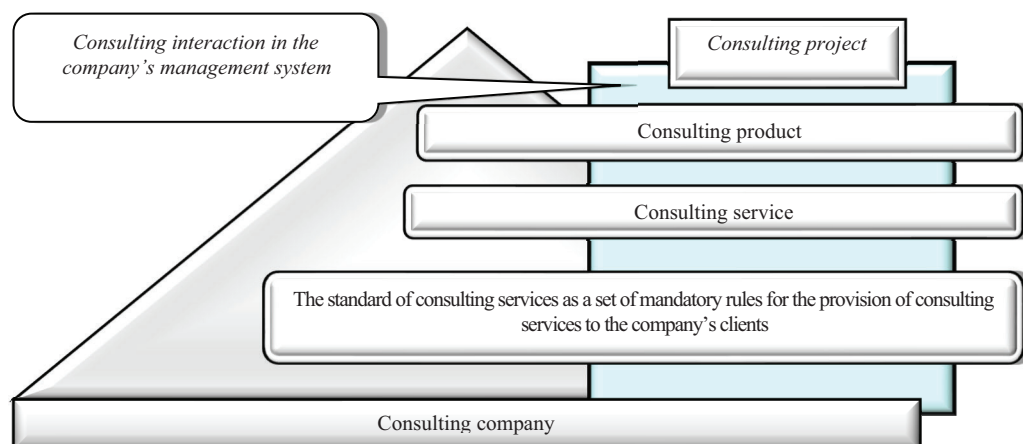 Consulting interaction in the
company’s management system
Consulting project
Consulting product
Consulting service
The standard of consulting services as a set of mandatory rules for the provision of consulting
services to the company’s clients
Consulting company